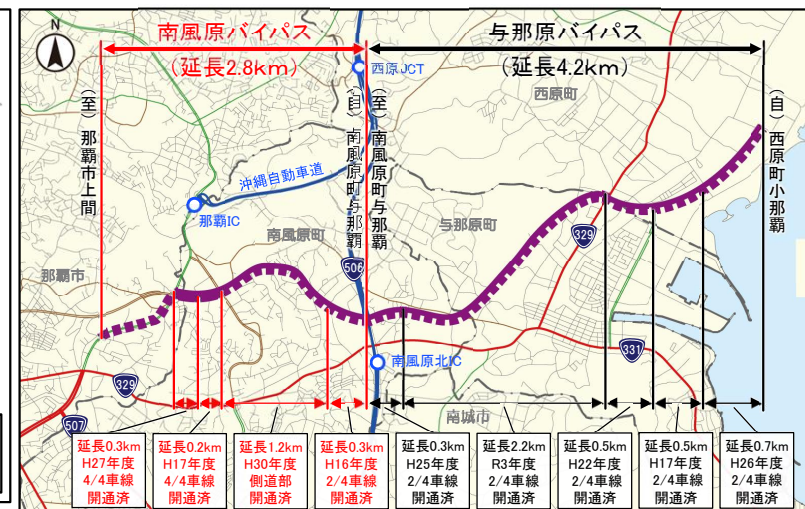 N
南風原バイパス
(延長2.8km)
与那原バイパス
(延長4.2km)
(至)那覇市上間
(自)南風原町与那覇
(至)南風原町与那覇
(自)西原町小那覇
西原JCT
西原町
沖縄自動車道
那覇IC
南風原町
与那原町
那覇市
329
506
南風原北IC
331
329
507
南城市
延長0.3km
H27年度
4/4車線
開通済
延長0.2km
H17年度
4/4車線
開通済
延長1.2km
H30年度
側道部
開通済
延長0.3km
H16年度
2/4車線
開通済
延長0.3km
H25年度
2/4車線
開通済
延長2.2km
R3年度
2/4車線
開通済
延長0.5km
H22年度
2/4車線
開通済
延長0.5km
H17年度
2/4車線
開通済
延長0.7km
H26年度
2/4車線
開通済